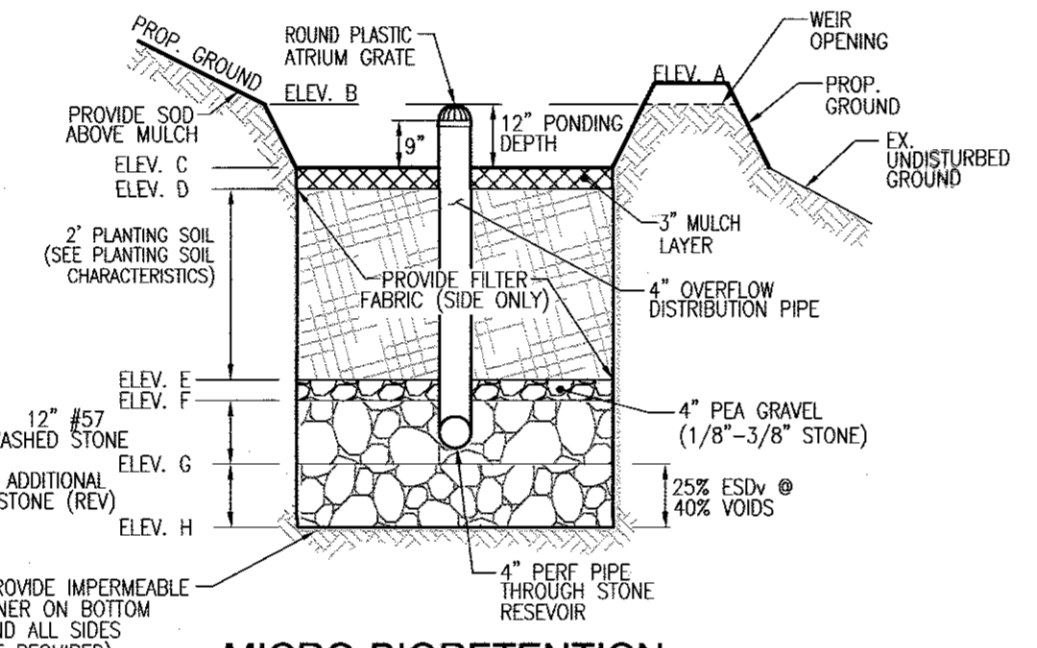 PROP. GROUND
ROUND PLASTIC
ATRIUM GRATE
WEIR
OPENING
ELEV. A
PROP.
GROUND
ELEV. B
PROVIDE SOD
ABOVE MULCH
12" PONDING
DEPTH
9"
EX.
UNDISTURBED
GROUND
ELEV. C
ELEV. D
3" MULCH
LAYER
2' PLANTING SOIL
(SEE PLANTING SOIL
CHARACTERISTICS)
PROVIDE FILTER
FABRIC (SIDE ONLY)
4" OVERFLOW
DISTRIBUTION PIPE
ELEV. E
ELEV. F
12" #57
ASHED STONE
4" PEA GRAVEL
(1/8"-3/8" STONE)
ELEV. G
ADDITIONAL
STONE (REV)
25% ESDv @
40% VOIDS
ELEV. H
ROVIDE IMPERMEABLE
NER ON BOTTOM
ND ALL SIDES
REQUIRED)
4" PERF PIPE
THROUGH STONE
RESEVOIR
MICRO-BIORETENTION